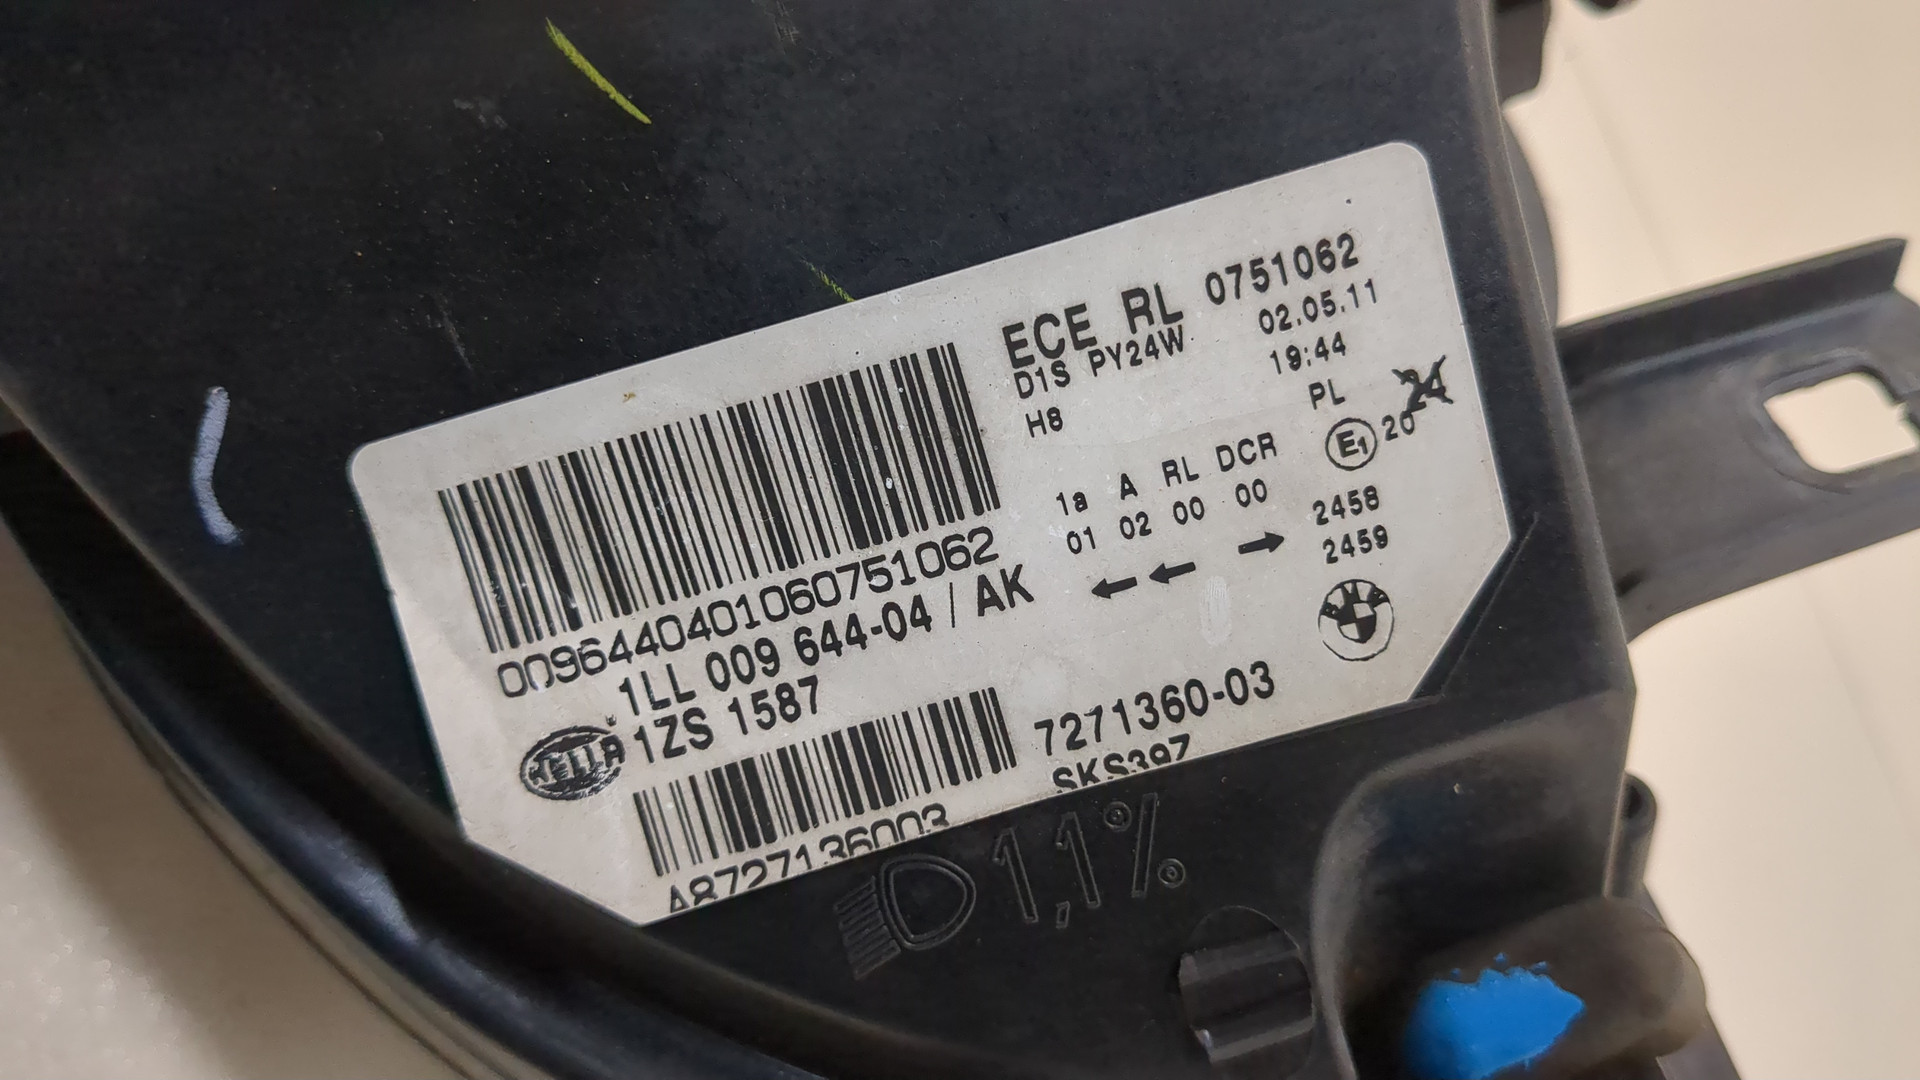 ECE RL 0751062
D1S PY24W 02.05.11
H8 19:44
PL
24
E1 20
1a A RL DCR
01 02 00 00
2458
2459
BMW
0096440401060751062
1LL 009 644-04 / AK
1ZS 1587
HELLA
7271360-03
SKS397
A8727136003
1,1%